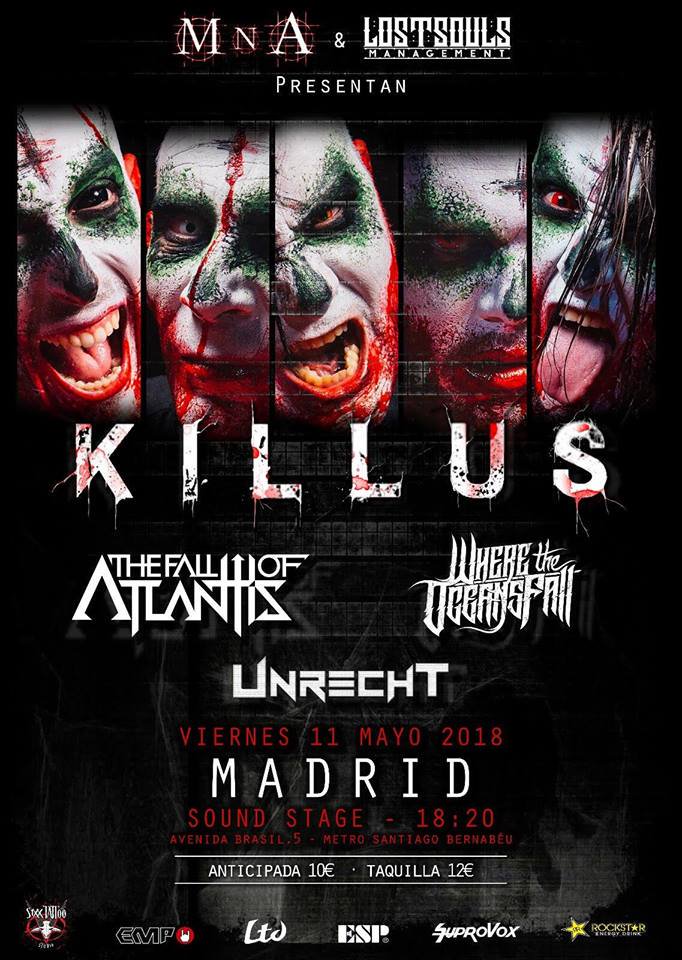 MNA & LOSTSOULS
MANAGEMENT
PRESENTAN
KILLUS
THE FALL OF
ATLANTIS
WHERE the
OCEANS FALL
UNRECHT
VIERNES 11 MAYO 2018
MADRID
SOUND STAGE - 18:20
AVENIDA BRASIL.5 - METRO SANTIAGO BERNABÉU
ANTICIPADA 10€ · TAQUILLA 12€
EMP Ltd ESP® SUPROVOX ROCKSTAR
ENERGY DRINK